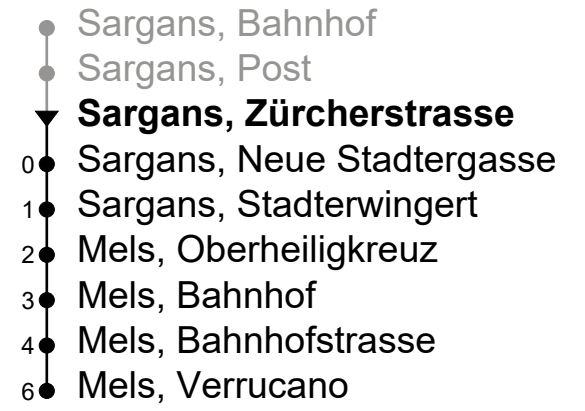 Sargans, Bahnhof
Sargans, Post
Sargans, Zürcherstrasse
0 Sargans, Neue Stadtergasse
1 Sargans, Stadterwingert
2 Mels, Oberheiligkreuz
3 Mels, Bahnhof
4 Mels, Bahnhofstrasse
6 Mels, Verrucano